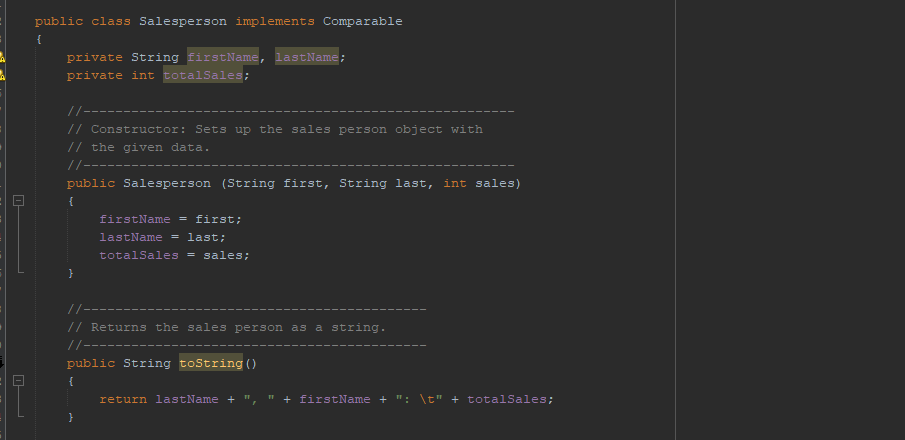 public class Salesperson implements Comparable
{
private String firstName, lastName;
private int totalSales;
//------------------------------------------------------
// Constructor: Sets up the sales person object with
// the given data.
//------------------------------------------------------
public Salesperson (String first, String last, int sales)
{
firstName = first;
lastName = last;
totalSales = sales;
}
//-------------------------------------------
// Returns the sales person as a string.
//-------------------------------------------
public String toString()
{
return lastName + ", " + firstName + ": \t" + totalSales;
}